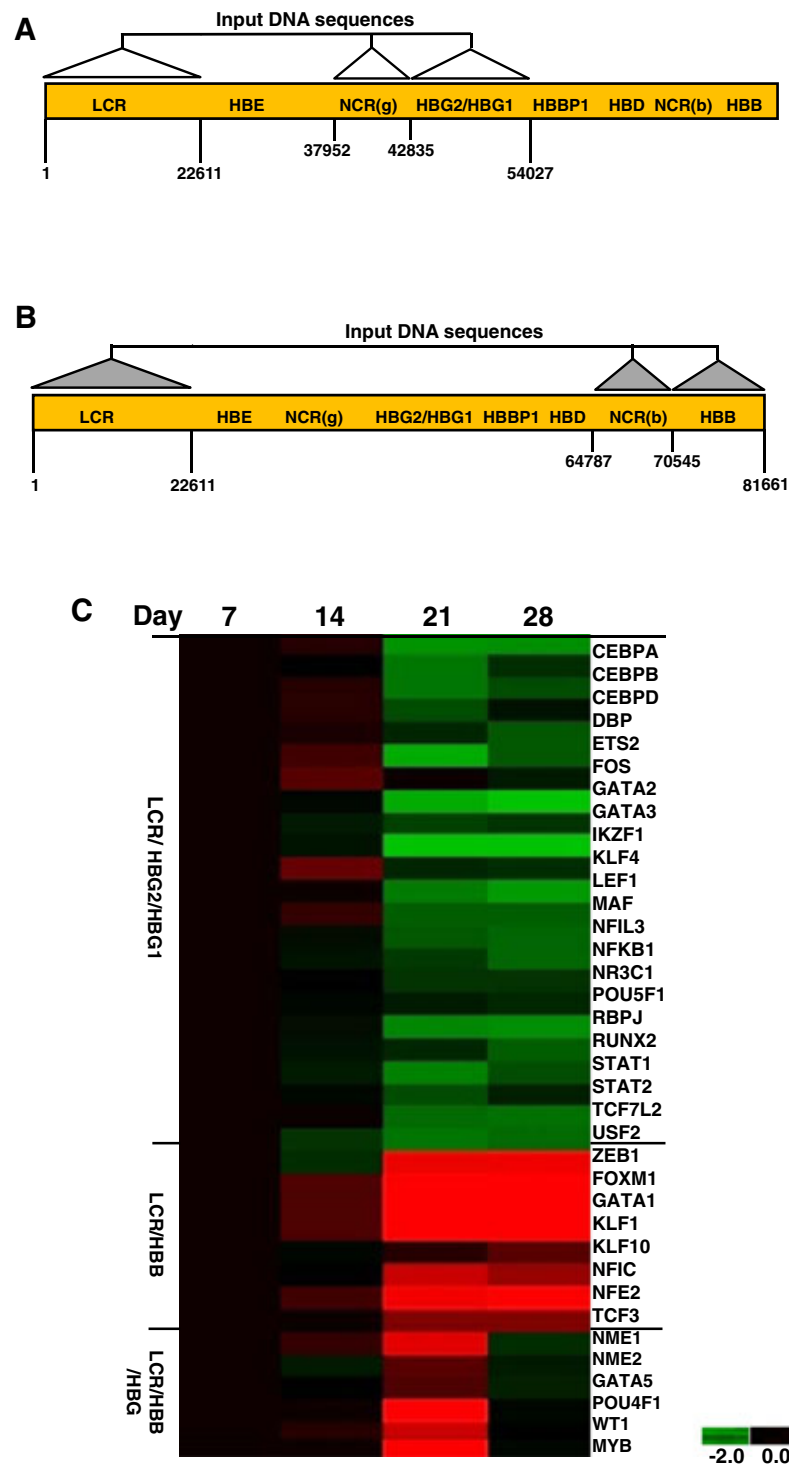 A
Input DNA sequences
LCR HBE NCR(g) HBG2/HBG1 HBBP1 HBD NCR(b) HBB
37952 42835
1 22611 54027
B
Input DNA sequences
LCR HBE NCR(g) HBG2/HBG1 HBBP1 HBD NCR(b) HBB
64787 70545
1 22611 81661
C Day 7 14 21 28
LCR/ HBG2/HBG1
CEBPA
CEBPB
CEBPD
DBP
ETS2
FOS
GATA2
GATA3
IKZF1
KLF4
LEF1
MAF
NFIL3
NFKB1
NR3C1
POU5F1
RBPJ
RUNX2
STAT1
STAT2
TCF7L2
USF2
LCR/HBB
ZEB1
FOXM1
GATA1
KLF1
KLF10
NFIC
NFE2
TCF3
LCR/HBB
/HBG
NME1
NME2
GATA5
POU4F1
WT1
MYB
-2.0 0.0